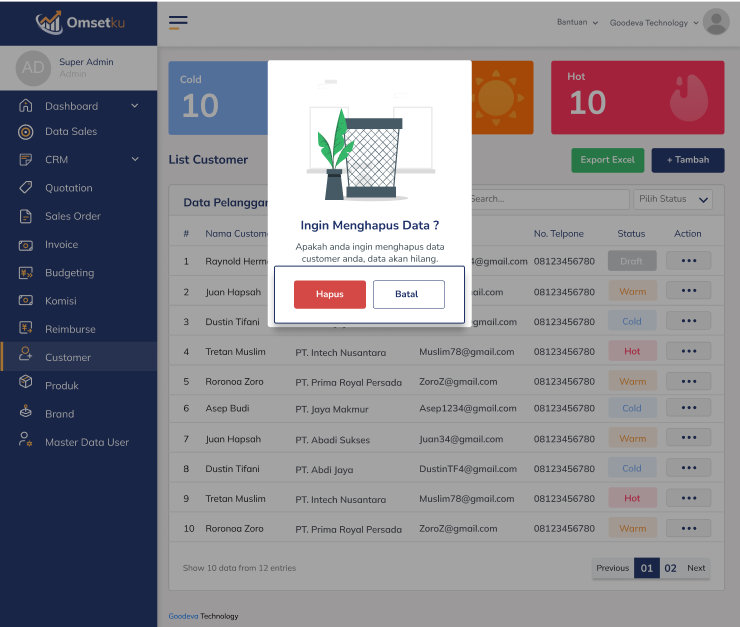 Omsetku
Bantuan
Goodeva Technology
AD
Super Admin
Admin
Dashboard
Data Sales
CRM
Quotation
Sales Order
Invoice
Budgeting
Komisi
Reimburse
Customer
Produk
Brand
Master Data User
Cold
10
Hot
10
List Customer
Export Excel
+ Tambah
Data Pelanggan
Search...
Pilih Status
# Nama Custom No. Telpone Status Action
1 Raynold Herm 4@gmail.com 08123456780 Draft
2 Juan Hapsah ail.com 08123456780 Warm
3 Dustin Tifani gmail.com 08123456780 Cold
4 Tretan Muslim PT. Intech Nusantara Muslim78@gmail.com 08123456780 Hot
5 Roronoa Zoro PT. Prima Royal Persada ZoroZ@gmail.com 08123456780 Warm
6 Asep Budi PT. Jaya Makmur Asep1234@gmail.com 08123456780 Cold
7 Juan Hapsah PT. Abadi Sukses Juan34@gmail.com 08123456780 Warm
8 Dustin Tifani PT. Abdi Jaya DustinTF4@gmail.com 08123456780 Cold
9 Tretan Muslim PT. Intech Nusantara Muslim78@gmail.com 08123456780 Hot
10 Roronoa Zoro PT. Prima Royal Persada ZoroZ@gmail.com 08123456780 Warm
Show 10 data from 12 entries
Previous 01 02 Next
Goodeva Technology
Ingin Menghapus Data ?
Apakah anda ingin menghapus data
customer anda, data akan hilang.
Hapus
Batal